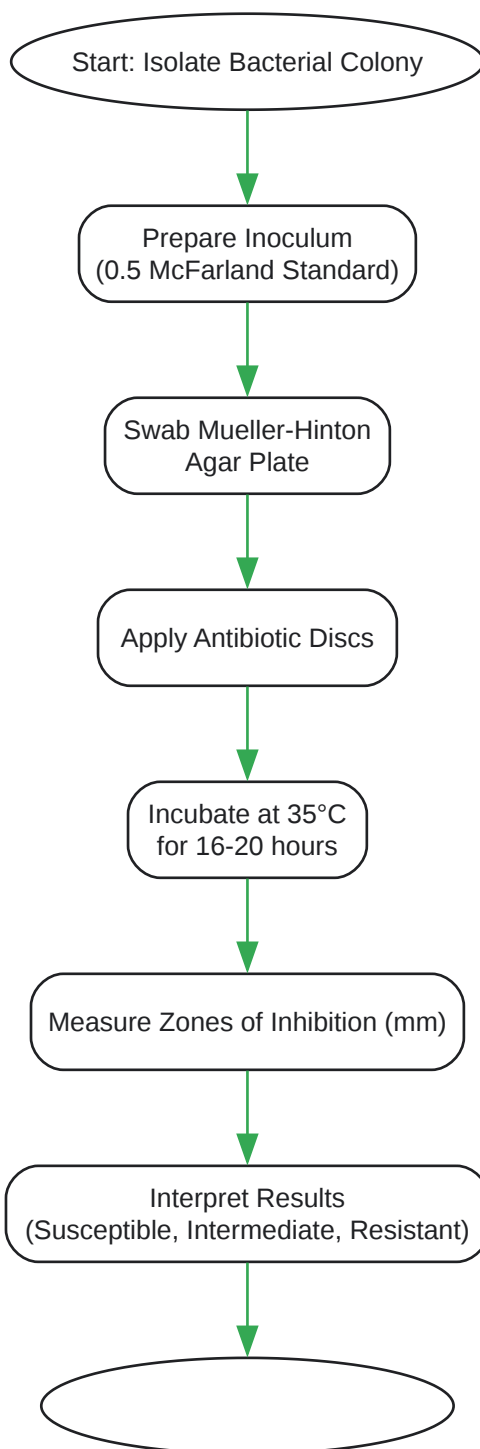 Start: Isolate Bacterial Colony
Prepare Inoculum
(0.5 McFarland Standard)
Swab Mueller-Hinton
Agar Plate
Apply Antibiotic Discs
Incubate at 35°C
for 16-20 hours
Measure Zones of Inhibition (mm)
Interpret Results
(Susceptible, Intermediate, Resistant)